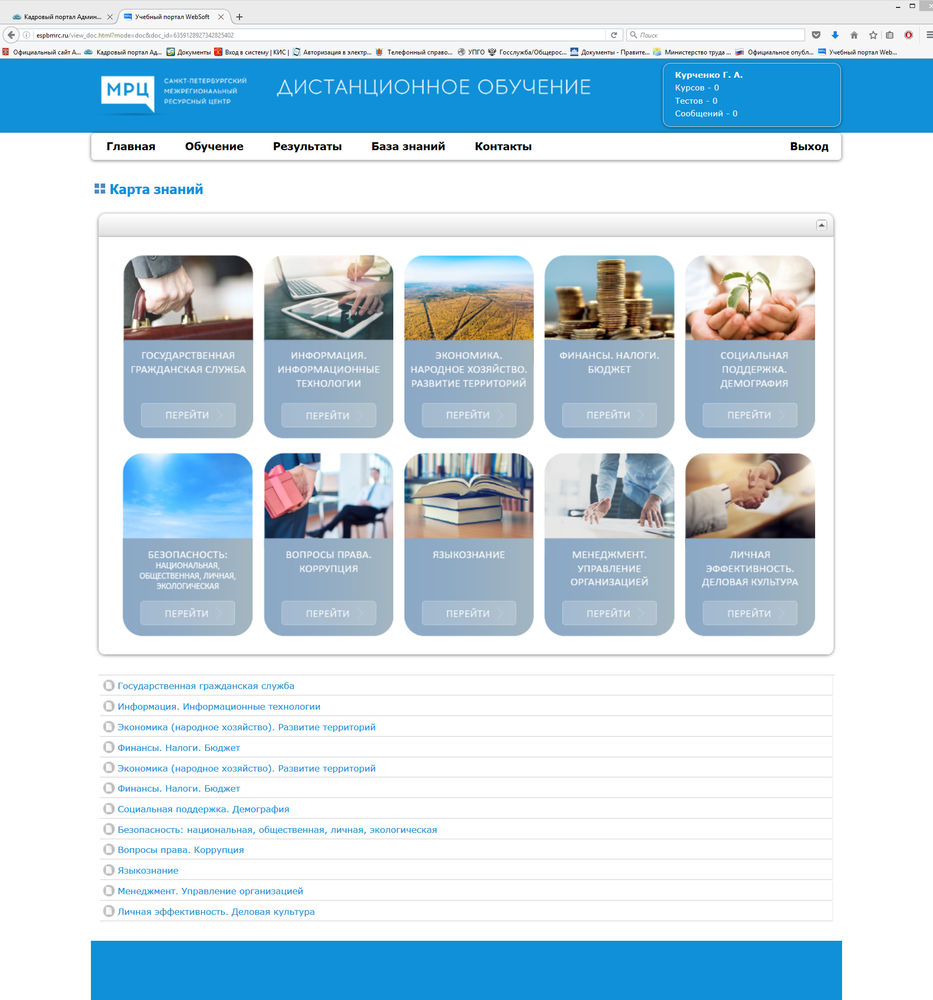 Кадровый портал Админ...
Учебный портал WebSoft
espbmrc.ru/view_doc.html?mode=doc&doc_id=6359128927342825402
Поиск
Официальный сайт А...
Кадровый портал Ад...
Документы
Вход в систему | КИС |
Авторизация в электр...
Телефонный справо...
УПГО
Госслужба/Общерос...
Документы - Правите...
Министерство труда ...
Официальное опубл...
Учебный портал Web...
МРЦ
САНКТ-ПЕТЕРБУРГСКИЙ
МЕЖРЕГИОНАЛЬНЫЙ
РЕСУРСНЫЙ ЦЕНТР
ДИСТАНЦИОННОЕ ОБУЧЕНИЕ
Курченко Г. А.
Курсов - 0
Тестов - 0
Сообщений - 0
Главная
Обучение
Результаты
База знаний
Контакты
Выход
Карта знаний
ГОСУДАРСТВЕННАЯ
ГРАЖДАНСКАЯ СЛУЖБА
ПЕРЕЙТИ
ИНФОРМАЦИЯ.
ИНФОРМАЦИОННЫЕ
ТЕХНОЛОГИИ
ПЕРЕЙТИ
ЭКОНОМИКА.
НАРОДНОЕ ХОЗЯЙСТВО.
РАЗВИТИЕ ТЕРРИТОРИЙ
ПЕРЕЙТИ
ФИНАНСЫ. НАЛОГИ.
БЮДЖЕТ
ПЕРЕЙТИ
СОЦИАЛЬНАЯ
ПОДДЕРЖКА.
ДЕМОГРАФИЯ
ПЕРЕЙТИ
БЕЗОПАСНОСТЬ:
НАЦИОНАЛЬНАЯ,
ОБЩЕСТВЕННАЯ, ЛИЧНАЯ,
ЭКОЛОГИЧЕСКАЯ
ПЕРЕЙТИ
ВОПРОСЫ ПРАВА.
КОРРУПЦИЯ
ПЕРЕЙТИ
ЯЗЫКОЗНАНИЕ
ПЕРЕЙТИ
МЕНЕДЖМЕНТ.
УПРАВЛЕНИЕ
ОРГАНИЗАЦИЕЙ
ПЕРЕЙТИ
ЛИЧНАЯ
ЭФФЕКТИВНОСТЬ.
ДЕЛОВАЯ КУЛЬТУРА
ПЕРЕЙТИ
Государственная гражданская служба
Информация. Информационные технологии
Экономика (народное хозяйство). Развитие территорий
Финансы. Налоги. Бюджет
Экономика (народное хозяйство). Развитие территорий
Финансы. Налоги. Бюджет
Социальная поддержка. Демография
Безопасность: национальная, общественная, личная, экологическая
Вопросы права. Коррупция
Языкознание
Менеджмент. Управление организацией
Личная эффективность. Деловая культура